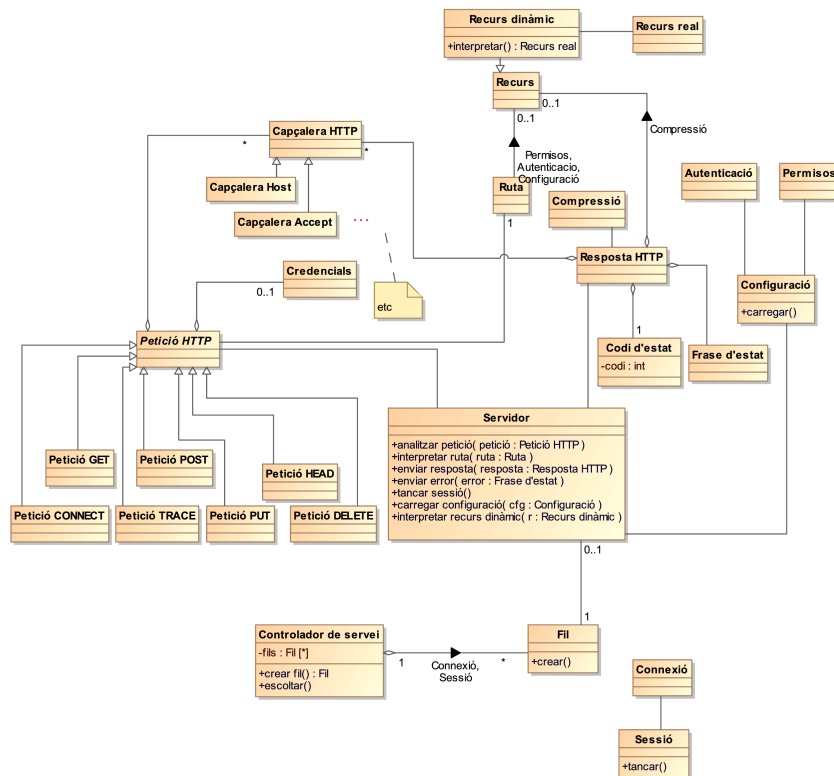 Recurs dinàmic
+interpretar() : Recurs real
Recurs real
Recurs
0..1
0..1
Compressió
Capçalera HTTP
*
*
Permisos,
Autenticacio,
Configuració
Capçalera Host
Ruta
1
Capçalera Accept
...
Compressió
Autenticació
Permisos
Credencials
0..1
etc
Resposta HTTP
Configuració
+carregar()
1
Petició HTTP
Codi d'estat
-codi : int
Frase d'estat
Servidor
+analitzar petició( petició : Petició HTTP )
+interpretar ruta( ruta : Ruta )
+enviar resposta( resposta : Resposta HTTP )
+enviar error( error : Frase d'estat )
+tancar sessió()
+carregar configuració( cfg : Configuració )
+interpretar recurs dinàmic( r : Recurs dinàmic )
Petició GET
Petició POST
Petició HEAD
Petició CONNECT
Petició TRACE
Petició PUT
Petició DELETE
0..1
1
Controlador de servei
-fils : Fil [*]
+crear fil() : Fil
+escoltar()
1
Connexió,
Sessió
*
Fil
+crear()
Connexió
Sessió
+tancar()